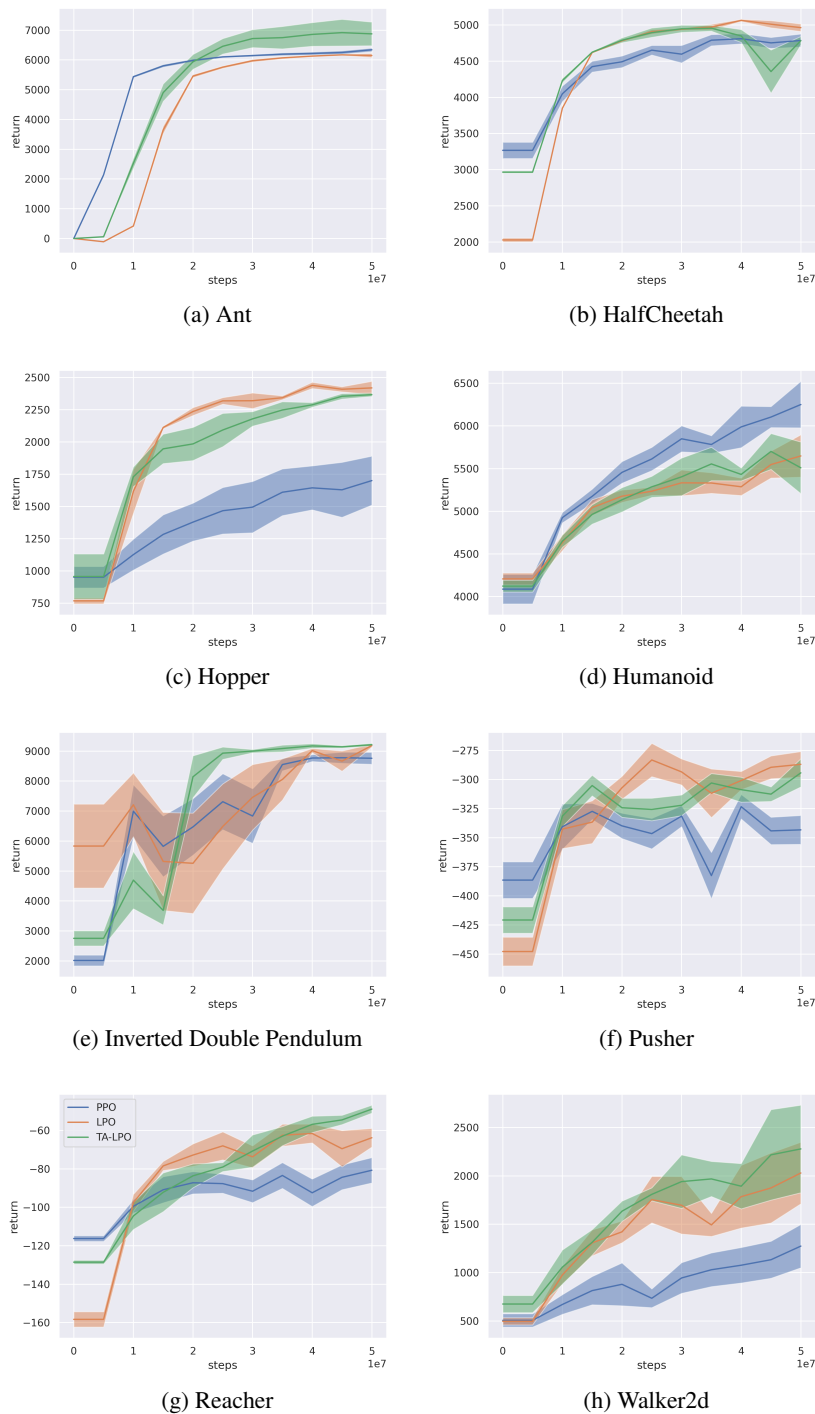 7000
6000
5000
4000
3000
2000
1000
0
return
0 1 2 3 4 5
steps
1e7
(a) Ant
5000
4500
4000
3500
3000
2500
2000
return
0 1 2 3 4 5
steps
1e7
(b) HalfCheetah
2500
2250
2000
1750
1500
1250
1000
750
return
0 1 2 3 4 5
steps
1e7
(c) Hopper
6500
6000
5500
5000
4500
4000
return
0 1 2 3 4 5
steps
1e7
(d) Humanoid
9000
8000
7000
6000
5000
4000
3000
2000
return
0 1 2 3 4 5
steps
1e7
(e) Inverted Double Pendulum
−275
−300
−325
−350
−375
−400
−425
−450
return
0 1 2 3 4 5
steps
1e7
(f) Pusher
PPO
LPO
TA-LPO
−60
−80
−100
−120
−140
−160
return
0 1 2 3 4 5
steps
1e7
(g) Reacher
2500
2000
1500
1000
500
return
0 1 2 3 4 5
steps
1e7
(h) Walker2d